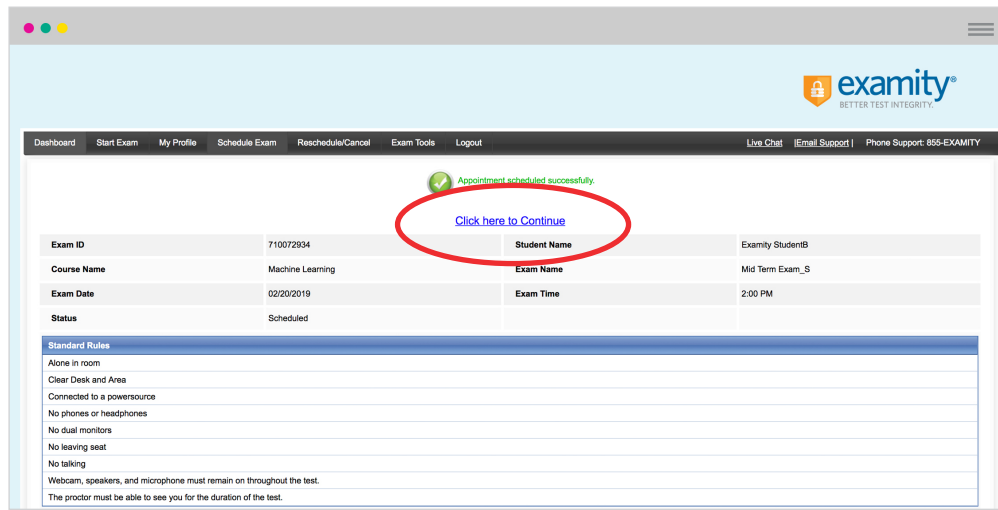 examity®
BETTER TEST INTEGRITY.
Dashboard Start Exam My Profile Schedule Exam Reschedule/Cancel Exam Tools Logout Live Chat |Email Support | Phone Support: 855-EXAMITY
Appointment scheduled successfully.
Click here to Continue
Exam ID 710072934 Student Name Examity StudentB
Course Name Machine Learning Exam Name Mid Term Exam_S
Exam Date 02/20/2019 Exam Time 2:00 PM
Status Scheduled
Standard Rules
Alone in room
Clear Desk and Area
Connected to a powersource
No phones or headphones
No dual monitors
No leaving seat
No talking
Webcam, speakers, and microphone must remain on throughout the test.
The proctor must be able to see you for the duration of the test.